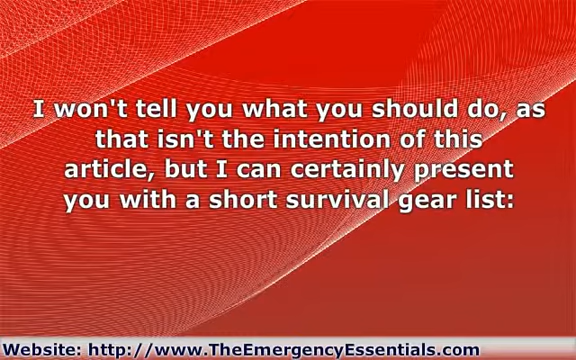 I won't tell you what you should do, as
that isn't the intention of this
article, but I can certainly present
you with a short survival gear list:
Website: http://www.TheEmergencyEssentials.com